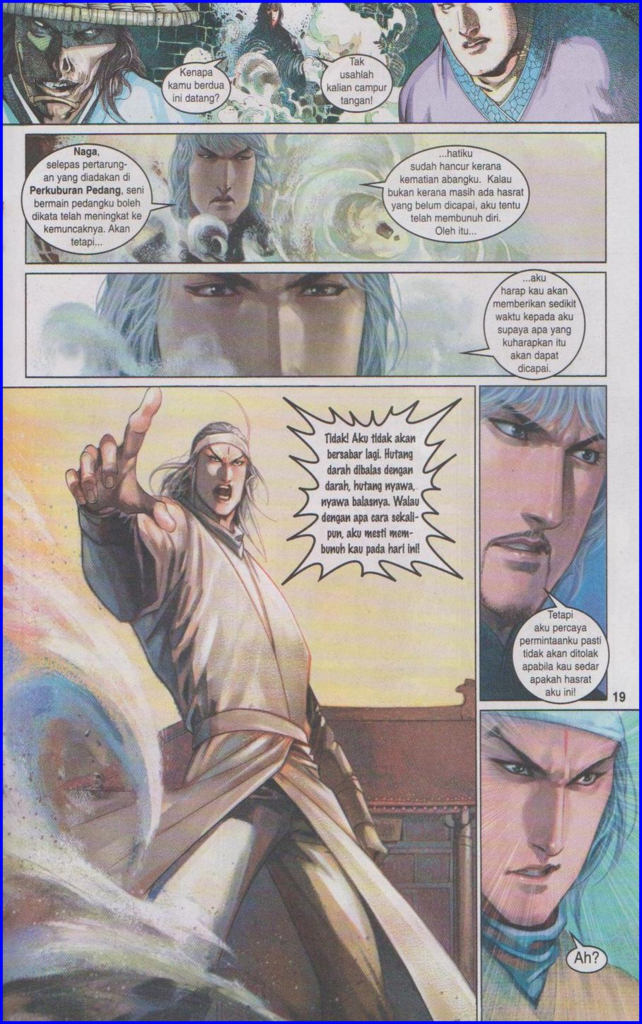 Kenapa
kamu berdua
ini datang?
Tak
usahlah
kalian campur
tangan!
Naga,
selepas pertarung-
an yang diadakan di
Perkuburan Pedang, seni
bermain pedangku boleh
dikata telah meningkat ke
kemuncaknya. Akan
tetapi...
...hatiku
sudah hancur kerana
kematian abangku. Kalau
bukan kerana masih ada hasrat
yang belum dicapai, aku tentu
telah membunuh diri.
Oleh itu...
...aku
harap kau akan
memberikan sedikit
waktu kepada aku
supaya apa yang
kuharapkan itu
akan dapat
dicapai.
Tidak! Aku tidak akan
bersabar lagi. Hutang
darah dibalas dengan
darah, hutang nyawa,
nyawa balasnya. Walau
dengan apa cara sekali-
pun, aku mesti mem-
bunuh kau pada hari ini!
Tetapi
aku percaya
permintaanku pasti
tidak akan ditolak
apabila kau sedar
apakah hasrat
aku ini!
19
Ah?